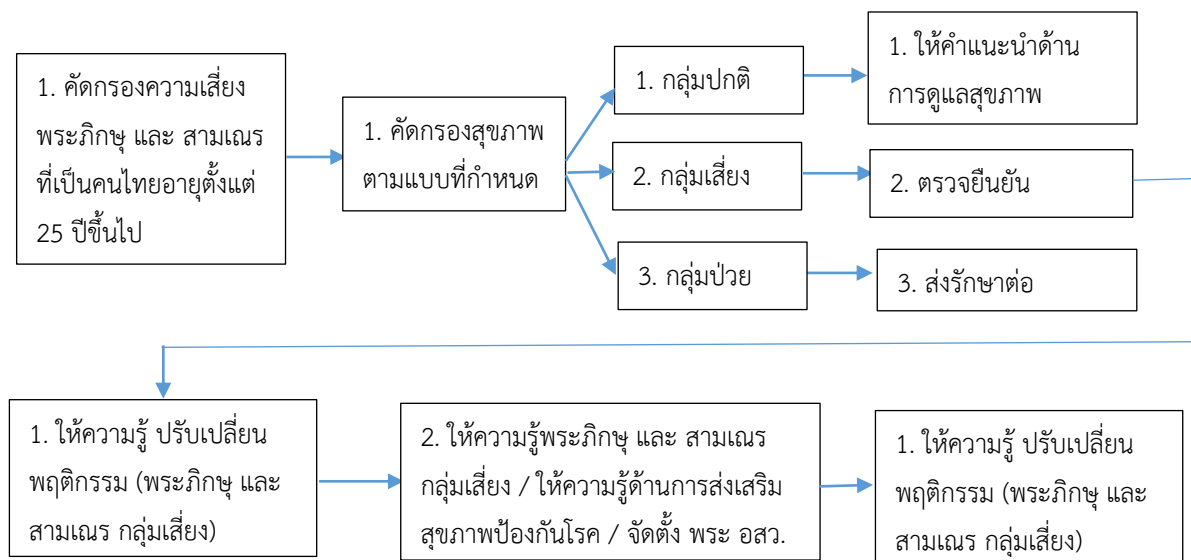 1. คัดกรองความเสี่ยง
พระภิกษุ และ สามเณร
ที่เป็นคนไทยอายุตั้งแต่
25 ปีขึ้นไป
1. คัดกรองสุขภาพ
ตามแบบที่กำหนด
1. กลุ่มปกติ
1. ให้คำแนะนำด้าน
การดูแลสุขภาพ
2. กลุ่มเสี่ยง
2. ตรวจยืนยัน
3. กลุ่มป่วย
3. ส่งรักษาต่อ
1. ให้ความรู้ ปรับเปลี่ยน
พฤติกรรม (พระภิกษุ และ
สามเณร กลุ่มเสี่ยง)
2. ให้ความรู้พระภิกษุ และ สามเณร
กลุ่มเสี่ยง / ให้ความรู้ด้านการส่งเสริม
สุขภาพป้องกันโรค / จัดตั้ง พระ อสว.
1. ให้ความรู้ ปรับเปลี่ยน
พฤติกรรม (พระภิกษุ และ
สามเณร กลุ่มเสี่ยง)